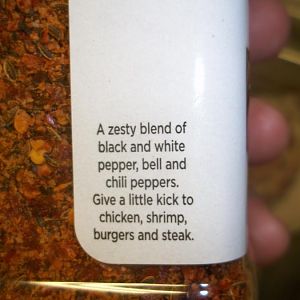 A zesty blend of
black and white
pepper, bell and
chili peppers.
Give a little kick to
chicken, shrimp,
burgers and steak.